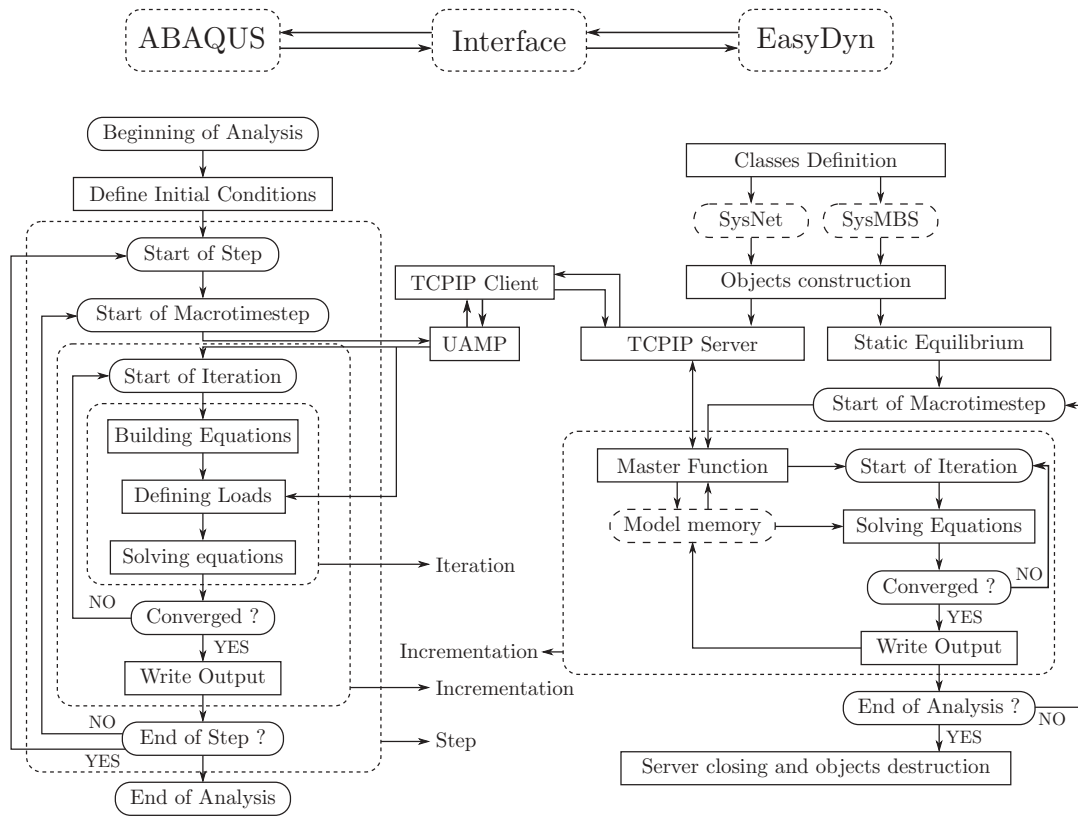 ABAQUS
Interface
EasyDyn
Beginning of Analysis
Define Initial Conditions
Start of Step
Start of Macrotimestep
Start of Iteration
Building Equations
Defining Loads
Solving equations
Iteration
NO
Converged ?
YES
Write Output
Incrementation
NO
End of Step ?
Step
YES
End of Analysis
TCPIP Client
UAMP
Classes Definition
SysNet
SysMBS
Objects construction
TCPIP Server
Static Equilibrium
Start of Macrotimestep
Master Function
Start of Iteration
Model memory
Solving Equations
Converged ?
NO
YES
Write Output
Incrementation
End of Analysis ?
NO
YES
Server closing and objects destruction